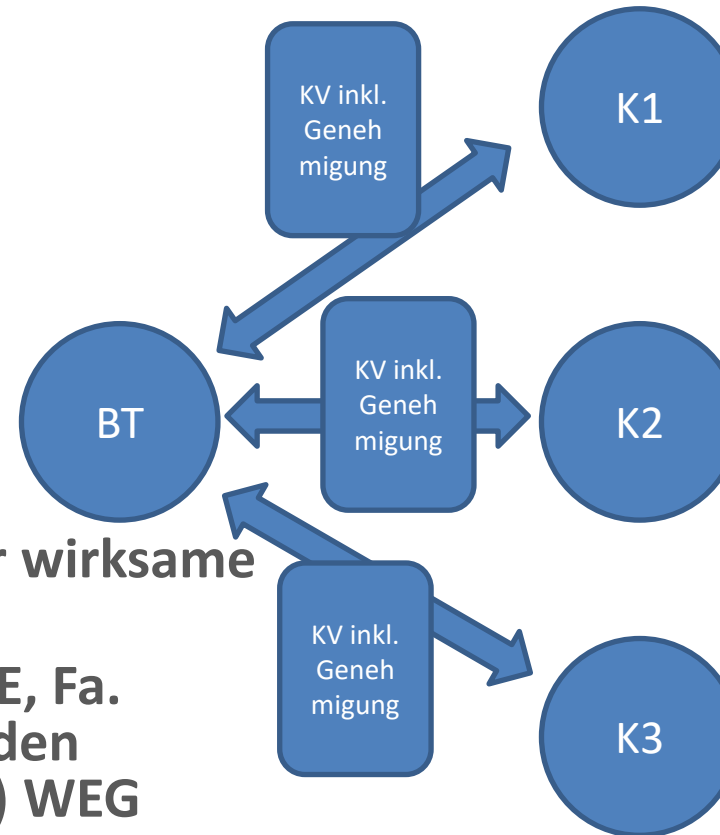 KV inkl.
Geneh
migung
K1
KV inkl.
Geneh
migung
BT
K2
r wirksame
KV inkl.
Geneh
migung
E, Fa.
den
) WEG
K3